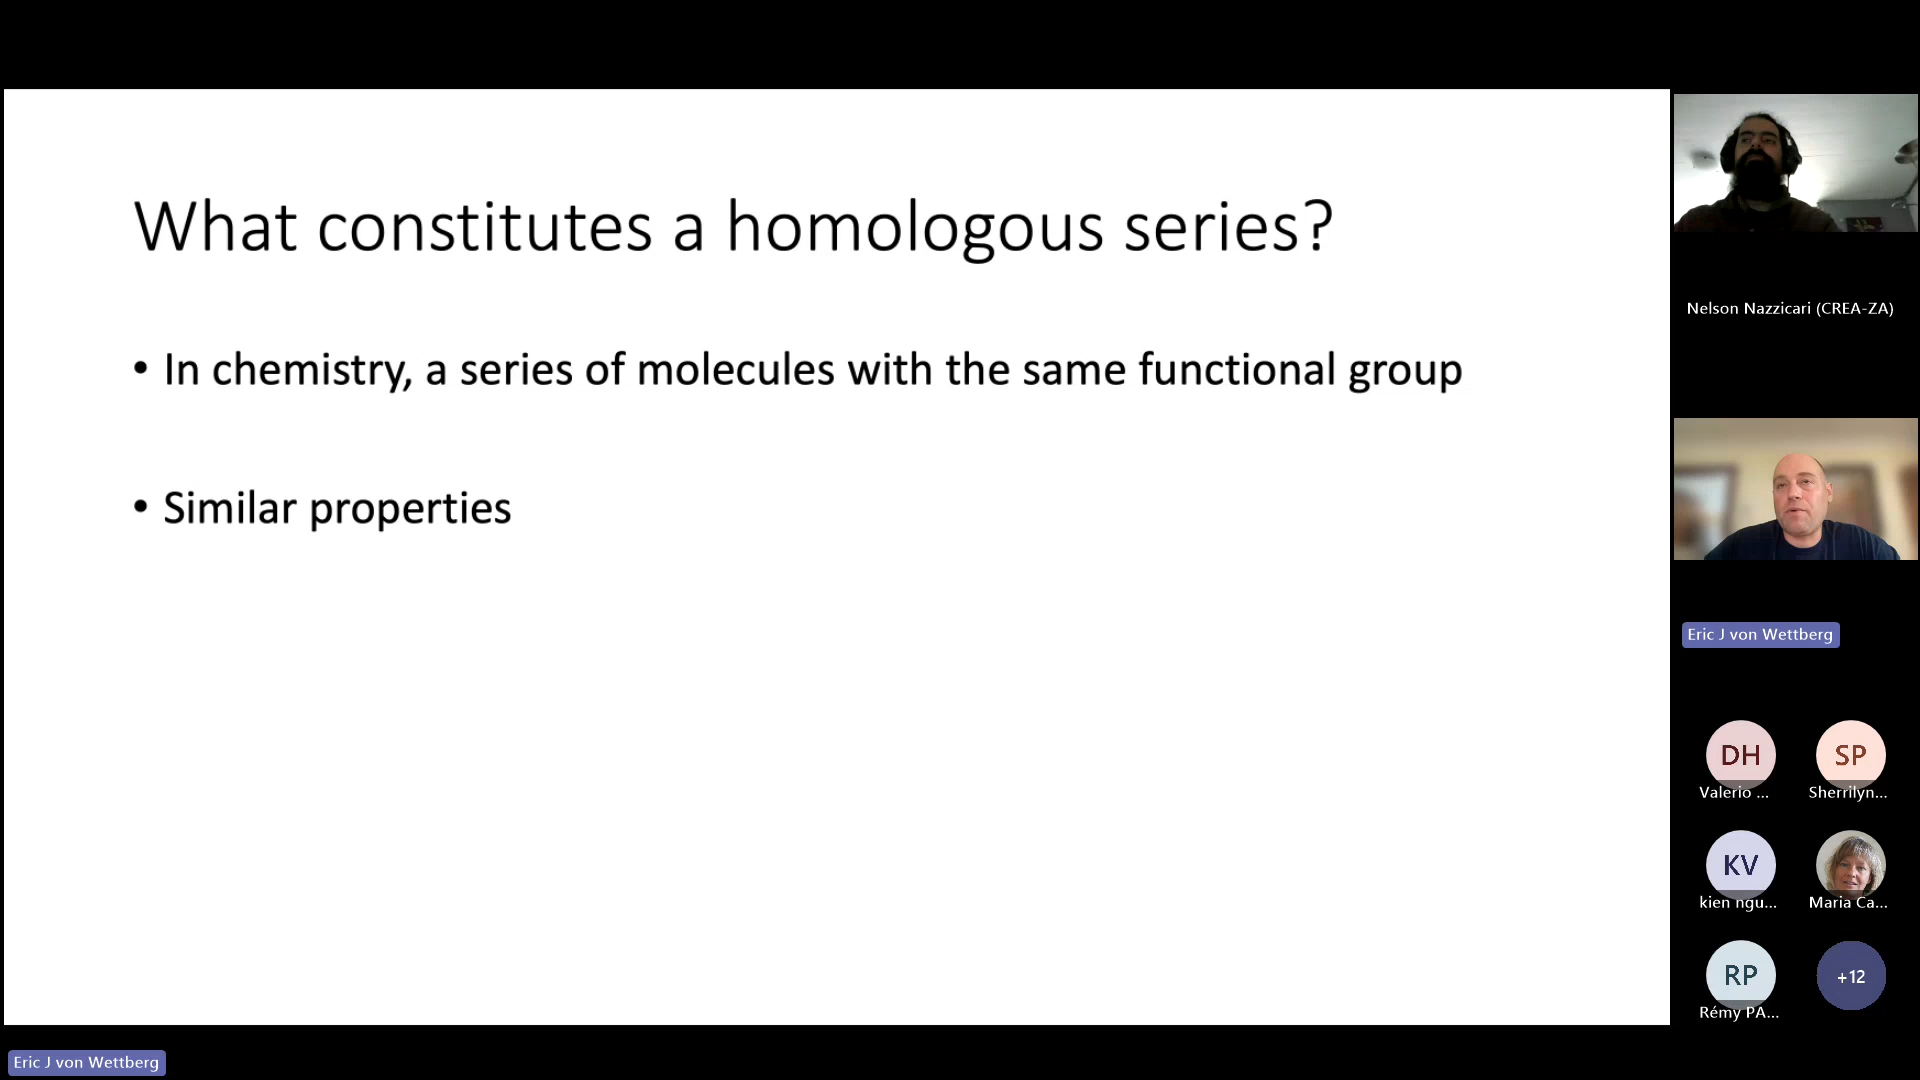 What constitutes a homologous series?
• In chemistry, a series of molecules with the same functional group
• Similar properties
Nelson Nazzicari (CREA-ZA)
Eric J von Wettberg
DH
Valerio ...
SP
Sherrilyn...
KV
kien ngu...
Maria Ca...
RP
Rémy PA...
+12
Eric J von Wettberg